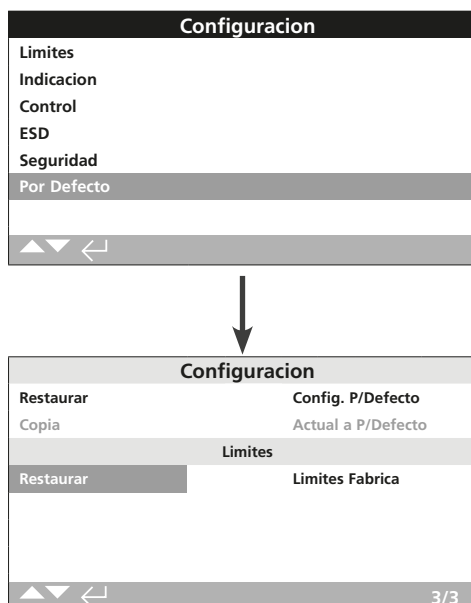 Configuracion
Limites
Indicacion
Control
ESD
Seguridad
Por Defecto
Configuracion
Restaurar Config. P/Defecto
Copia Actual a P/Defecto
Limites
Restaurar Limites Fabrica
3/3